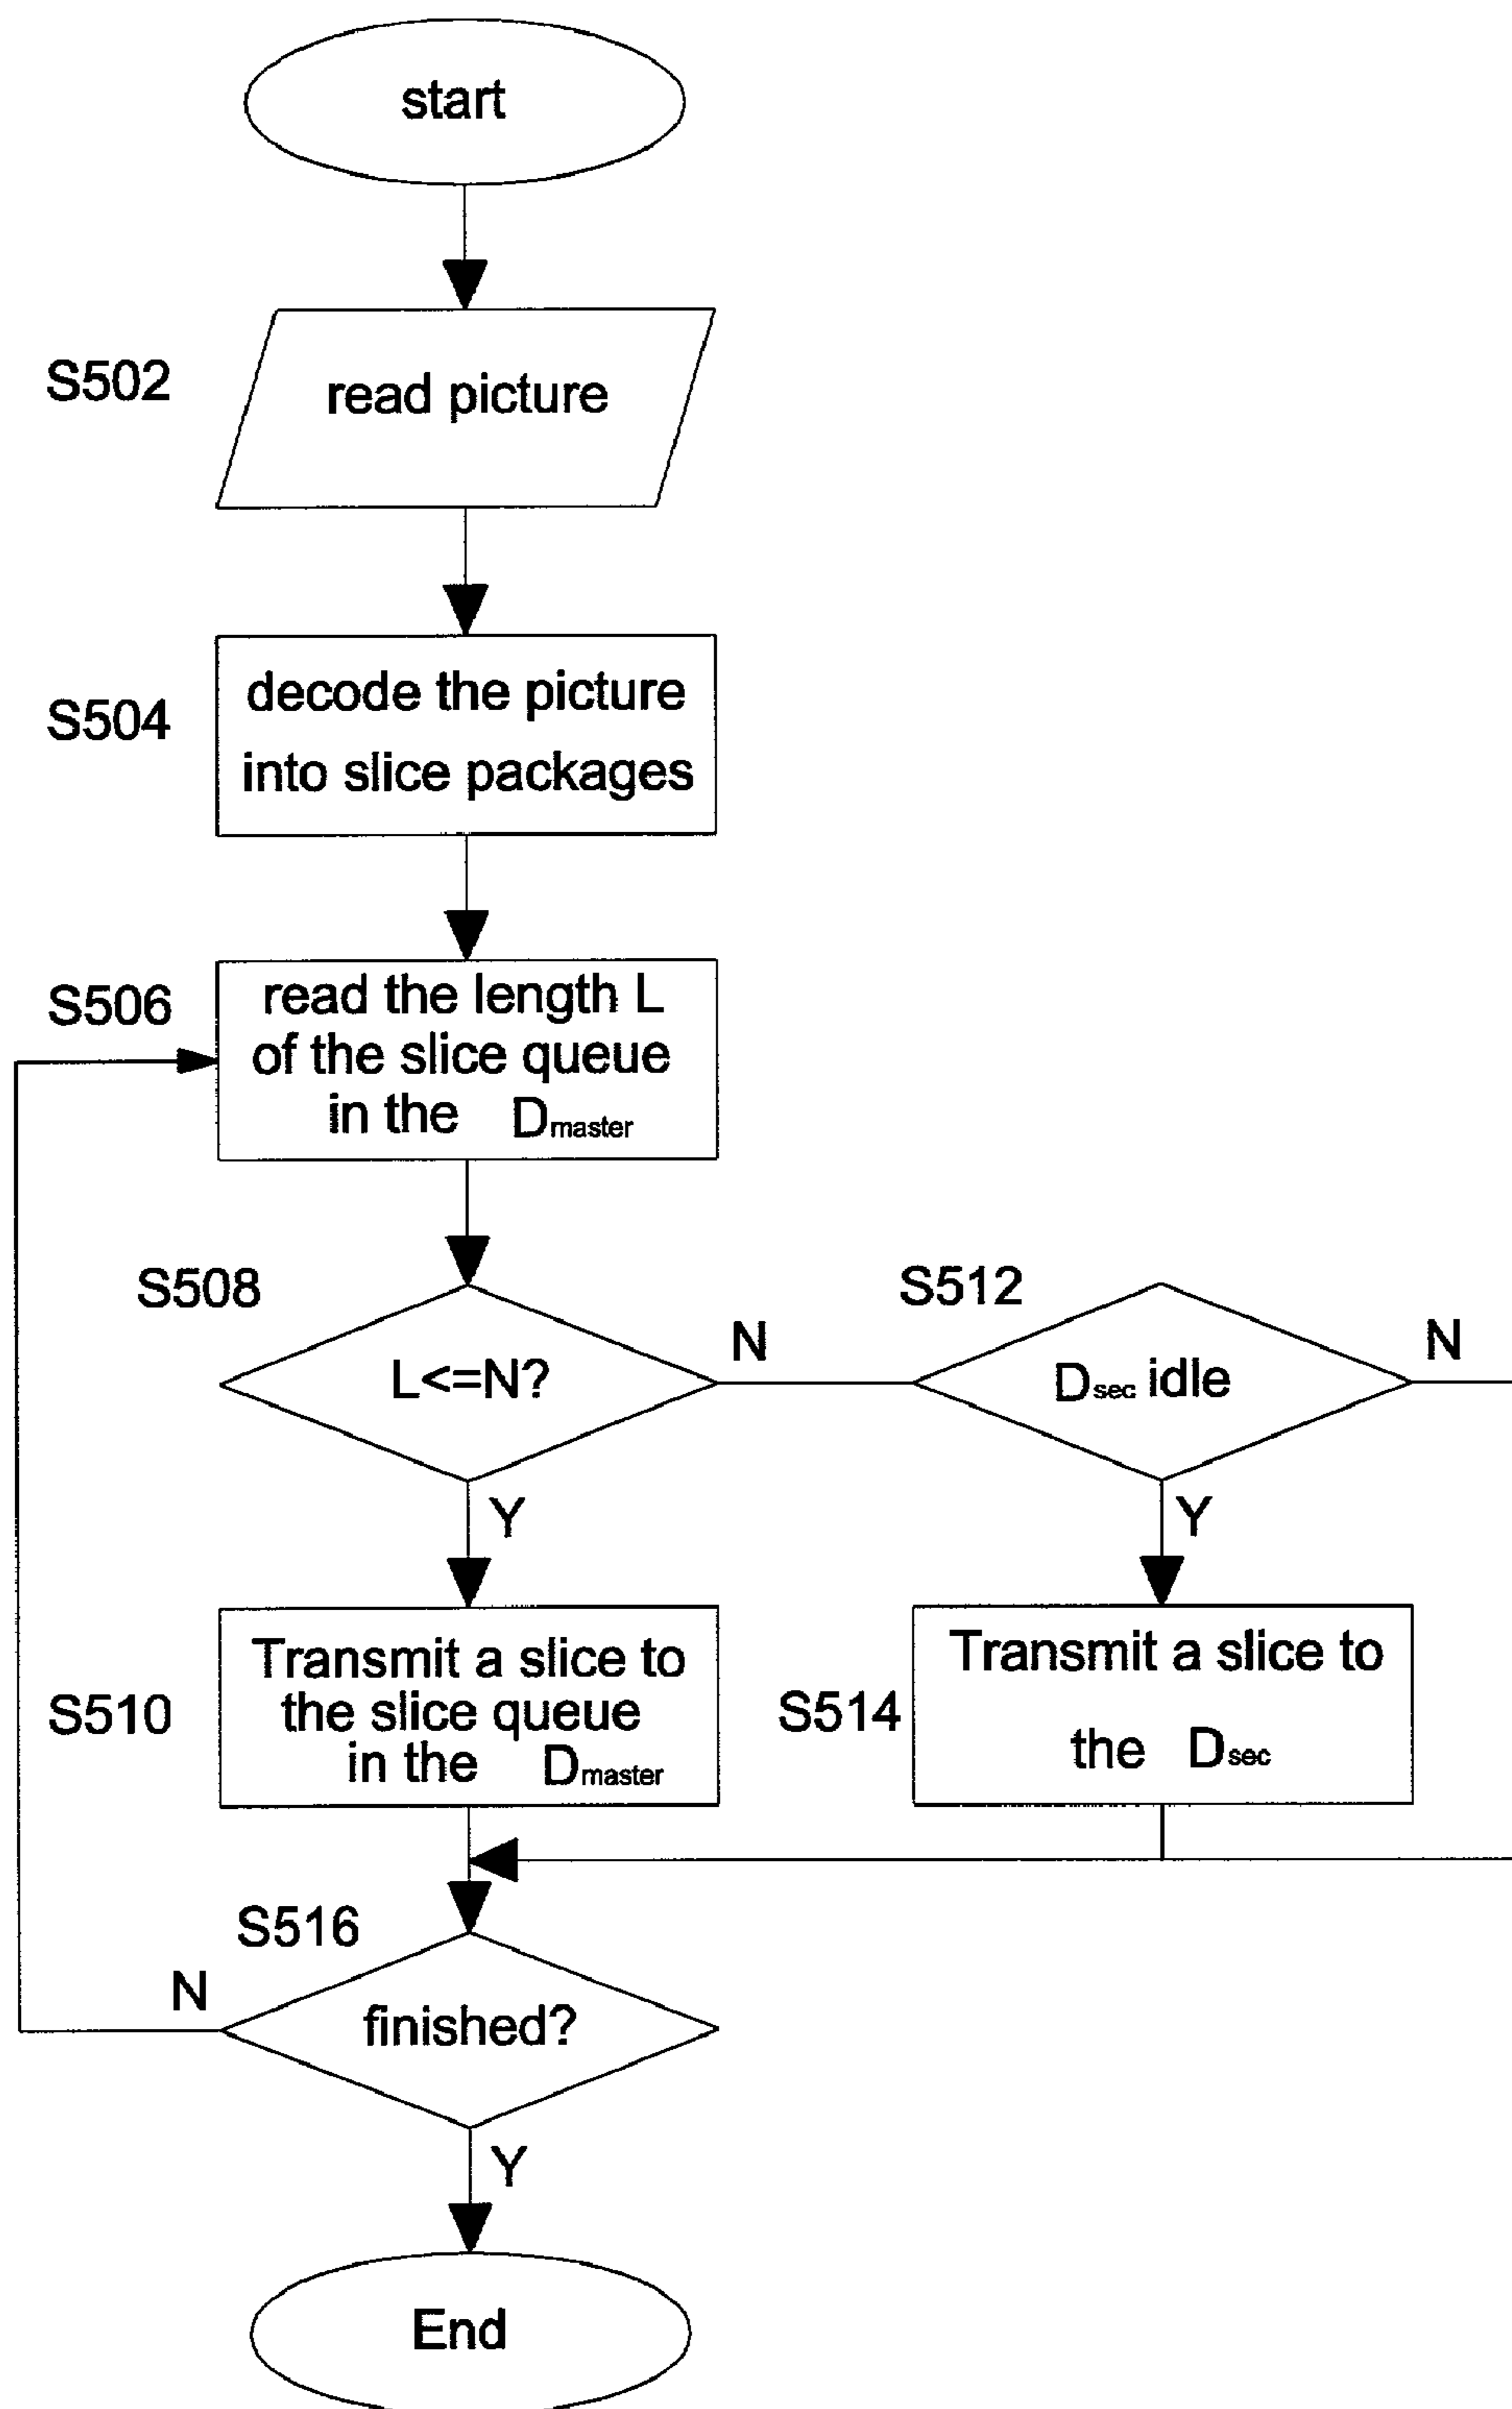 start
S502
read picture
S504
decode the picture
into slice packages
S506
read the length L
of the slice queue
in the Dmaster
S508
L<=N?
N
S512
Dsec idle
N
Y
Y
S510
Transmit a slice to
the slice queue
in the Dmaster
S514
Transmit a slice to
the Dsec
S516
N
finished?
Y
End